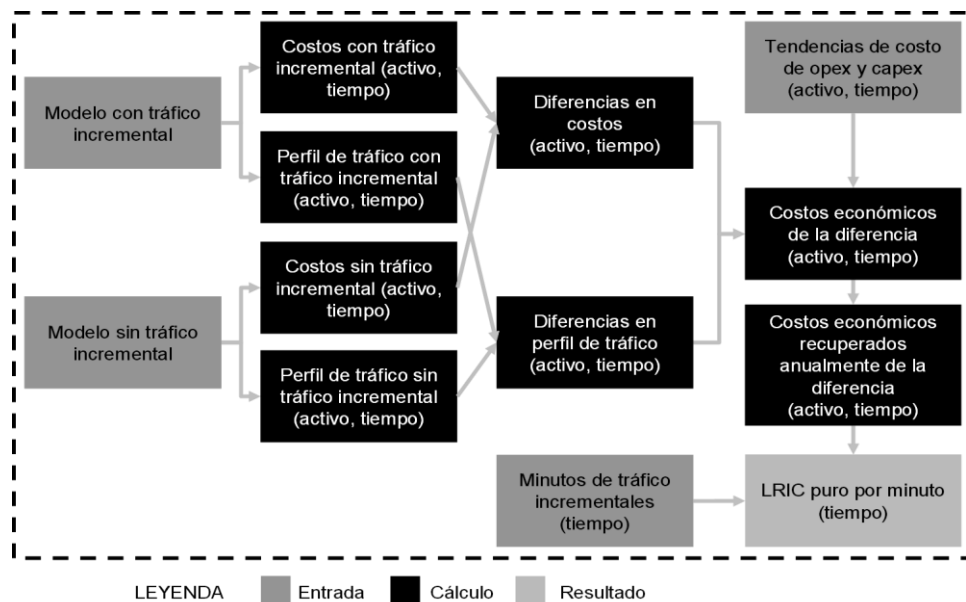 Modelo con tráfico
incremental
Modelo sin tráfico
incremental
Costos con tráfico
incremental (activo,
tiempo)
Perfil de tráfico con
tráfico incremental
(activo, tiempo)
Costos sin tráfico
incremental (activo,
tiempo)
Perfil de tráfico sin
tráfico incremental
(activo, tiempo)
Diferencias en
costos
(activo, tiempo)
Diferencias en
perfil de tráfico
(activo, tiempo)
Minutos de tráfico
incrementales
(tiempo)
Tendencias de costo
de opex y capex
(activo, tiempo)
Costos económicos
de la diferencia
(activo, tiempo)
Costos económicos
recuperados
anualmente de la
diferencia
(activo, tiempo)
LRIC puro por minuto
(tiempo)
LEYENDA Entrada Cálculo Resultado